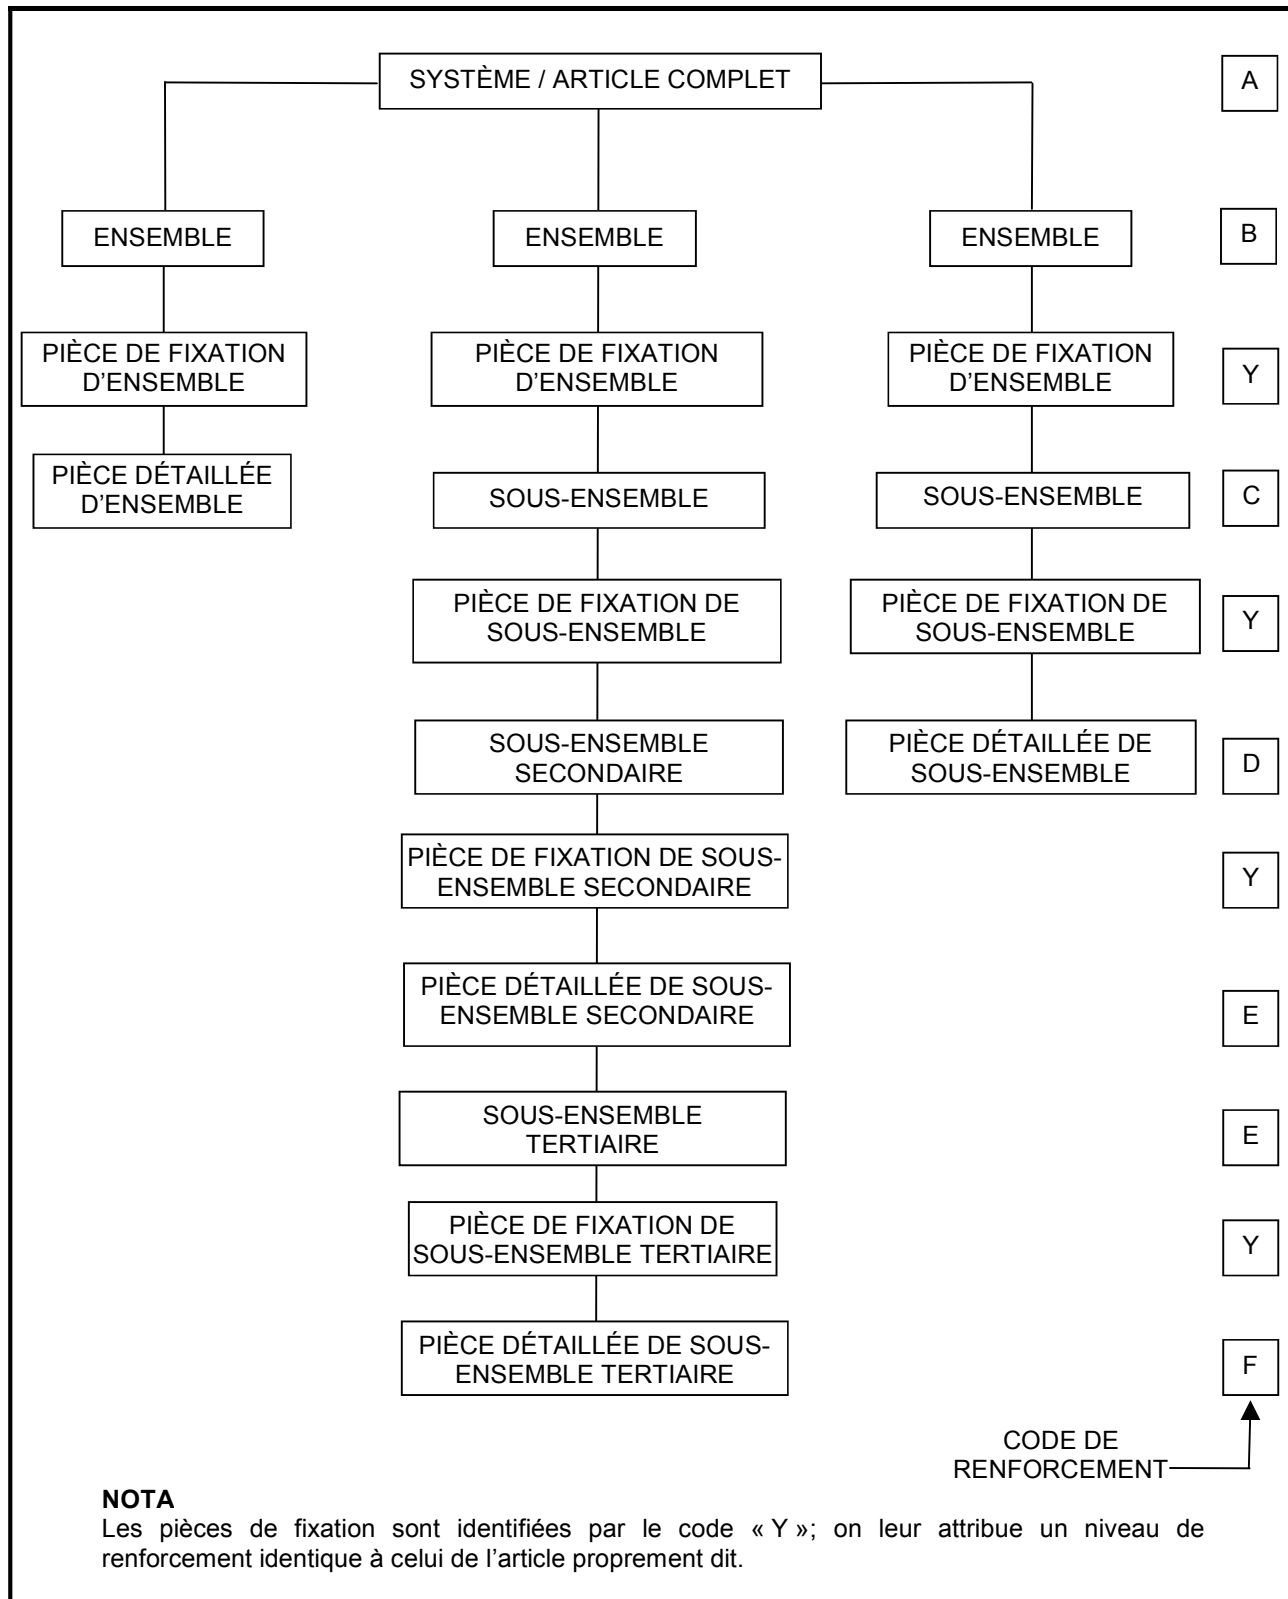 SYSTÈME / ARTICLE COMPLET
A
ENSEMBLE
ENSEMBLE
ENSEMBLE
B
PIÈCE DE FIXATION
D’ENSEMBLE
PIÈCE DE FIXATION
D’ENSEMBLE
PIÈCE DE FIXATION
D’ENSEMBLE
Y
PIÈCE DÉTAILLÉE
D’ENSEMBLE
SOUS-ENSEMBLE
SOUS-ENSEMBLE
C
PIÈCE DE FIXATION DE
SOUS-ENSEMBLE
PIÈCE DE FIXATION DE
SOUS-ENSEMBLE
Y
SOUS-ENSEMBLE
SECONDAIRE
PIÈCE DÉTAILLÉE DE
SOUS-ENSEMBLE
D
PIÈCE DE FIXATION DE SOUS-
ENSEMBLE SECONDAIRE
Y
PIÈCE DÉTAILLÉE DE SOUS-
ENSEMBLE SECONDAIRE
E
SOUS-ENSEMBLE
TERTIAIRE
E
PIÈCE DE FIXATION DE
SOUS-ENSEMBLE TERTIAIRE
Y
PIÈCE DÉTAILLÉE DE SOUS-
ENSEMBLE TERTIAIRE
F
CODE DE
RENFORCEMENT
NOTA
Les pièces de fixation sont identifiées par le code « Y »; on leur attribue un niveau de
renforcement identique à celui de l’article proprement dit.